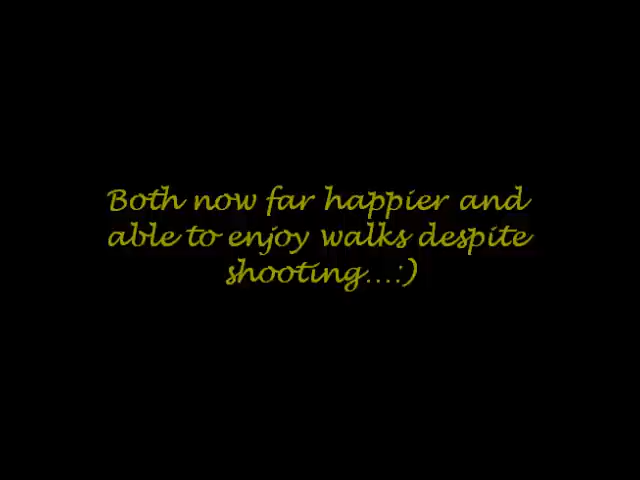 Both now far happier and
able to enjoy walks despite
shooting...:)